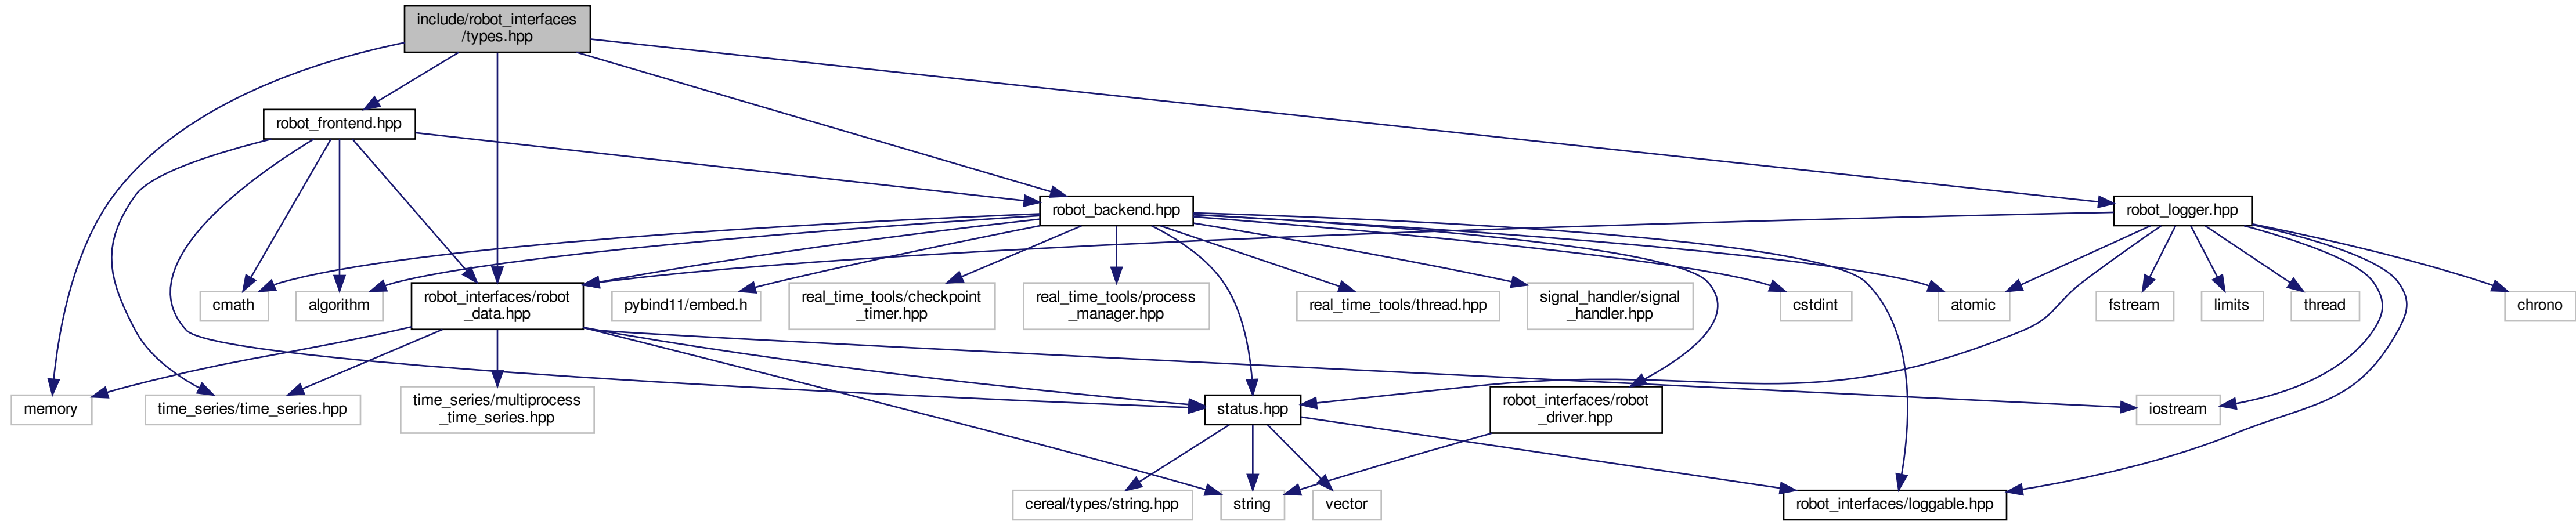 include/robot_interfaces
/types.hpp
robot_frontend.hpp
robot_backend.hpp
robot_logger.hpp
cmath
algorithm
robot_interfaces/robot
_data.hpp
pybind11/embed.h
real_time_tools/checkpoint
_timer.hpp
real_time_tools/process
_manager.hpp
real_time_tools/thread.hpp
signal_handler/signal
_handler.hpp
cstdint
atomic
fstream
limits
thread
chrono
memory
time_series/time_series.hpp
time_series/multiprocess
_time_series.hpp
status.hpp
robot_interfaces/robot
_driver.hpp
iostream
cereal/types/string.hpp
string
vector
robot_interfaces/loggable.hpp